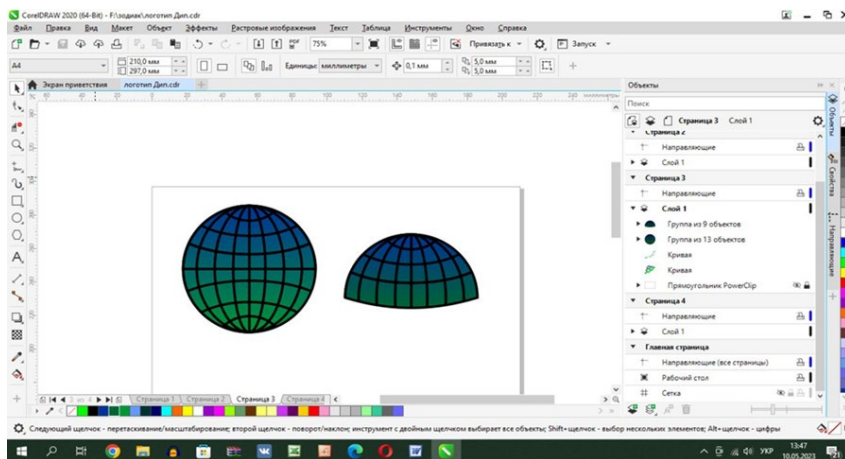 CorelDRAW 2020 (64-Bit) - F:\зодиак\логотип Дип.cdr
Файл Правка Вид Макет Объект Эффекты Растровые изображения Текст Таблица Инструменты Окно Справка
75% Привязать к Запуск
A4 210,0 мм 297,0 мм Единицы: миллиметры 0,1 мм 5,0 мм 5,0 мм
Экран приветствия логотип Дип.cdr
Объекты
Поиск
Страница 3 Слой 1
Страница 2
Направляющие
Слой 1
Страница 3
Направляющие
Слой 1
Группа из 9 объектов
Группа из 13 объектов
Кривая
Кривая
Прямоугольник PowerClip
Страница 4
Направляющие
Слой 1
Главная страница
Направляющие (все страницы)
Рабочий стол
Сетка
Объекты
Свойства
Направляющие
3 из 4 Страница 1 Страница 2 Страница 3 Страница 4
Следующий щелчок - перетаскивание/масштабирование; второй щелчок - поворот/наклон; инструмент с двойным щелчком выбирает все объекты; Shift+щелчок - выбор нескольких элементов; Alt+щелчок - цифры
УКР 13:47
10.05.2023